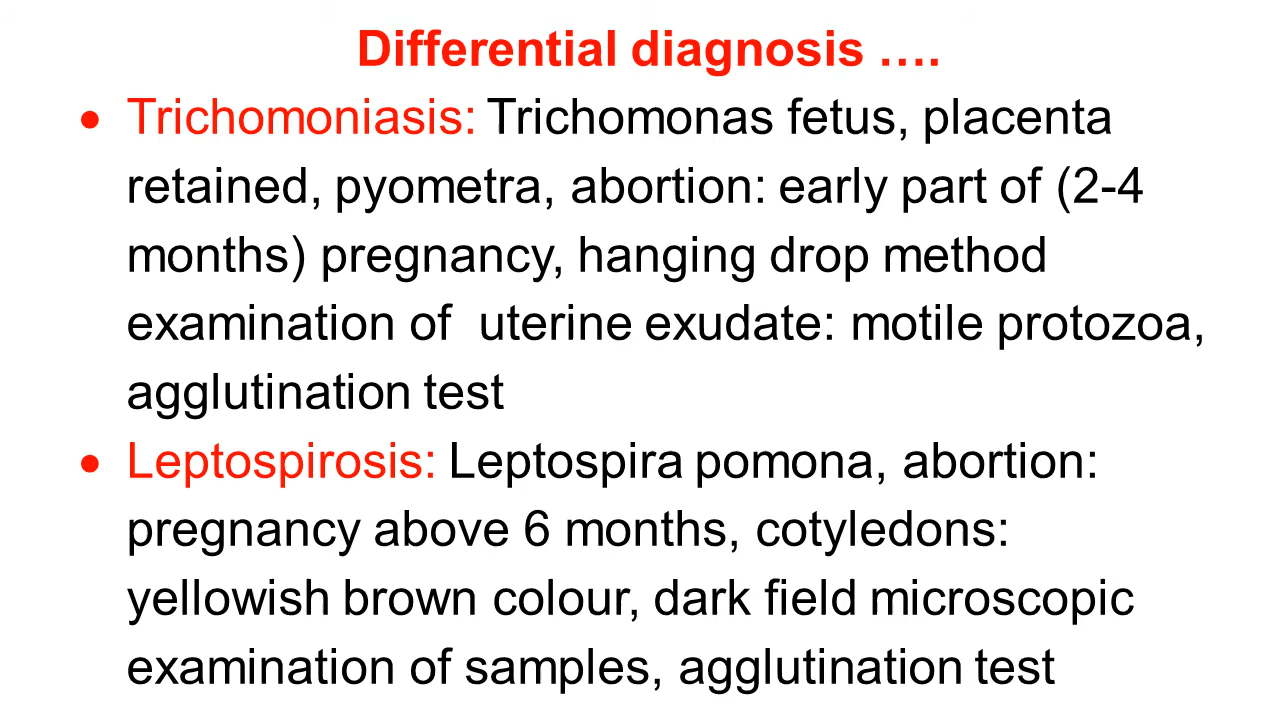 Differential diagnosis ….
• Trichomoniasis: Trichomonas fetus, placenta
retained, pyometra, abortion: early part of (2-4
months) pregnancy, hanging drop method
examination of  uterine exudate: motile protozoa,
agglutination test
• Leptospirosis: Leptospira pomona, abortion:
pregnancy above 6 months, cotyledons:
yellowish brown colour, dark field microscopic
examination of samples, agglutination test